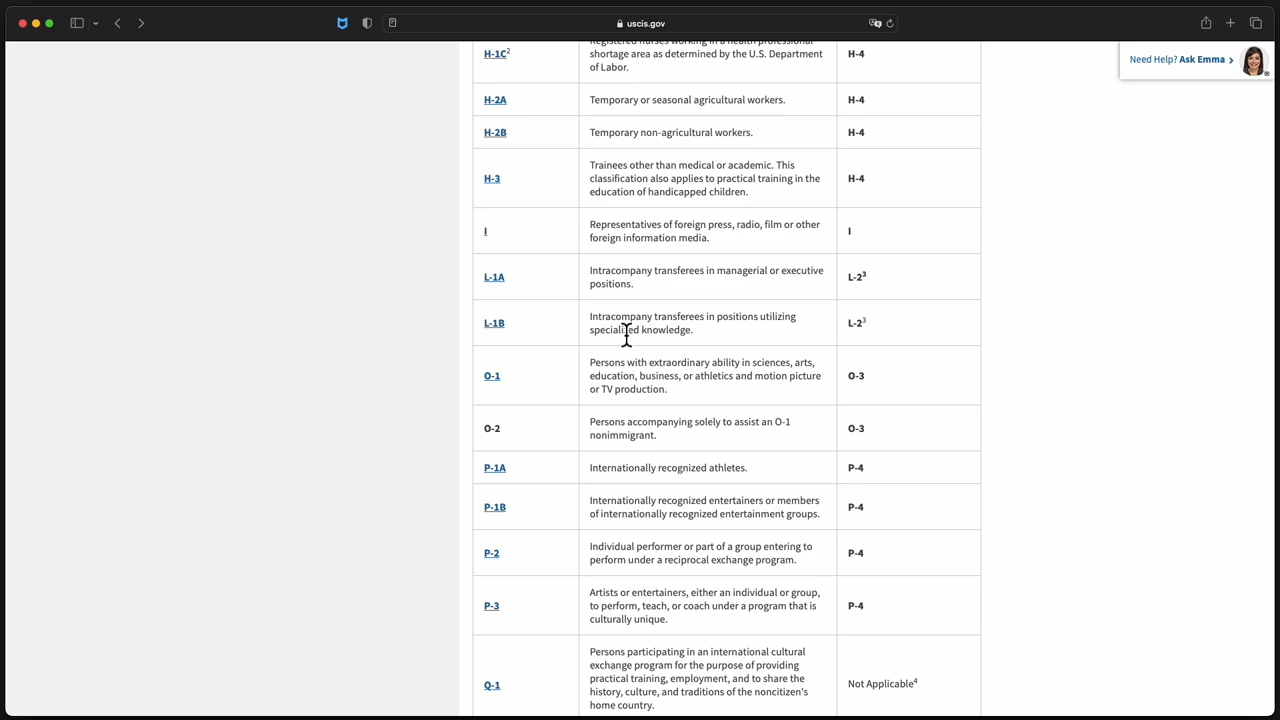 uscis.gov
Need Help? Ask Emma
Registered nurses working in a health professional
H-1C2
shortage area as determined by the U.S. Department
of Labor.
H-4
H-2A
Temporary or seasonal agricultural workers.
H-4
H-2B
Temporary non-agricultural workers.
H-4
H-3
Trainees other than medical or academic. This
classification also applies to practical training in the
education of handicapped children.
H-4
I
Representatives of foreign press, radio, film or other
foreign information media.
I
L-1A
Intracompany transferees in managerial or executive
positions.
L-23
L-1B
Intracompany transferees in positions utilizing
specialized knowledge.
L-23
O-1
Persons with extraordinary ability in sciences, arts,
education, business, or athletics and motion picture
or TV production.
O-3
O-2
Persons accompanying solely to assist an O-1
nonimmigrant.
O-3
P-1A
Internationally recognized athletes.
P-4
P-1B
Internationally recognized entertainers or members
of internationally recognized entertainment groups.
P-4
P-2
Individual performer or part of a group entering to
perform under a reciprocal exchange program.
P-4
P-3
Artists or entertainers, either an individual or group,
to perform, teach, or coach under a program that is
culturally unique.
P-4
Q-1
Persons participating in an international cultural
exchange program for the purpose of providing
practical training, employment, and to share the
history, culture, and traditions of the noncitizen's
home country.
Not Applicable4